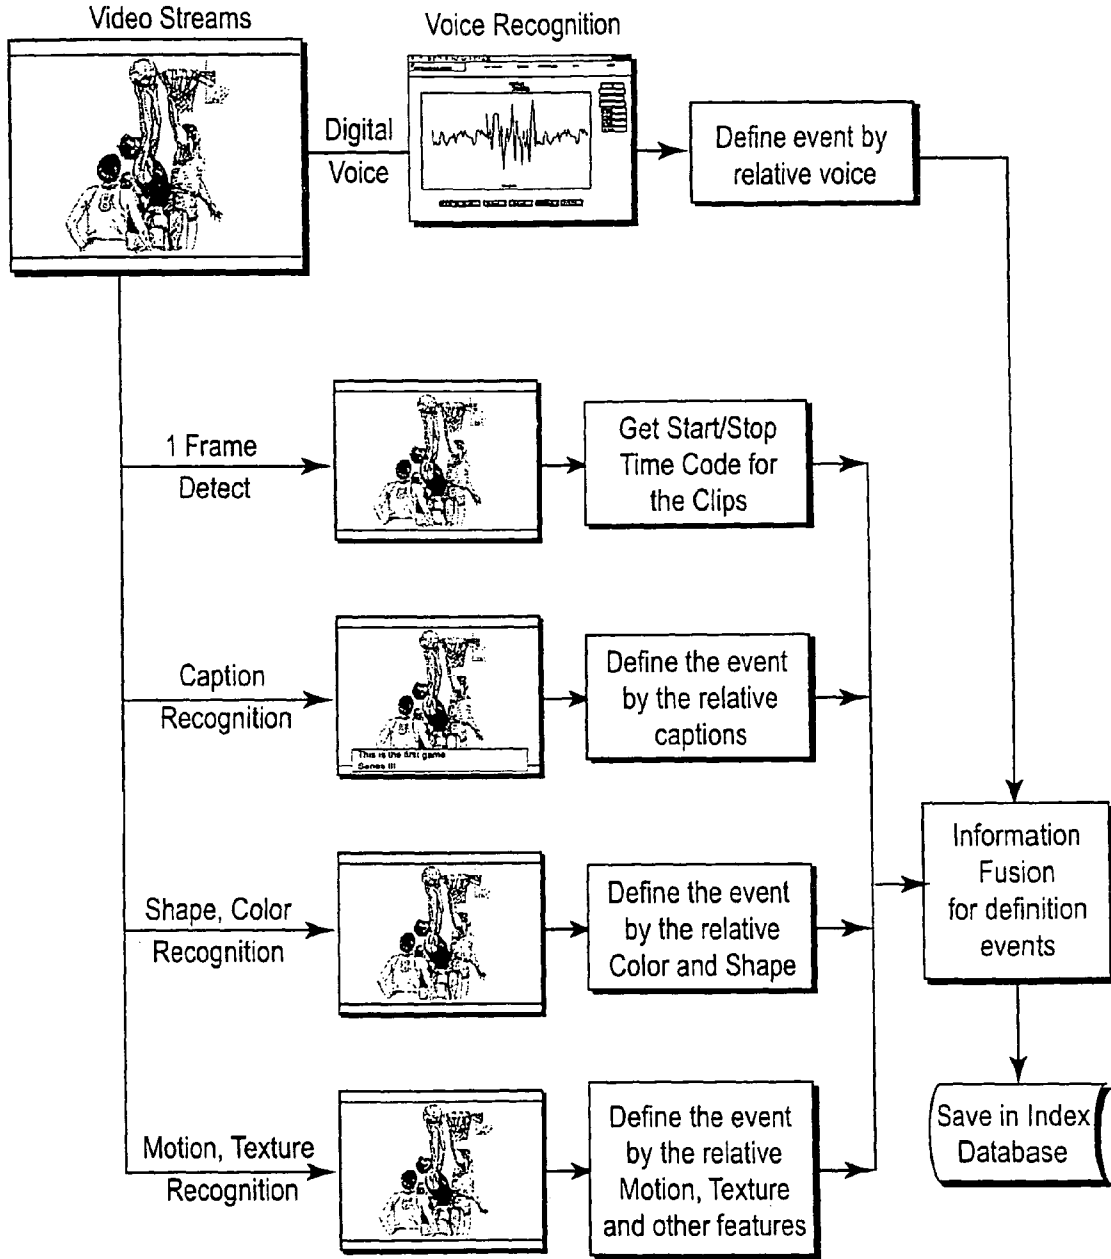 Video Streams
Voice Recognition
Digital
Voice
Define event by
relative voice
1 Frame
Detect
Get Start/Stop
Time Code for
the Clips
Caption
Recognition
This is the first game
Series III
Define the event
by the relative
captions
Shape, Color
Recognition
Define the event
by the relative
Color and Shape
Motion, Texture
Recognition
Define the event
by the relative
Motion, Texture
and other features
Information
Fusion
for definition
events
Save in Index
Database
8